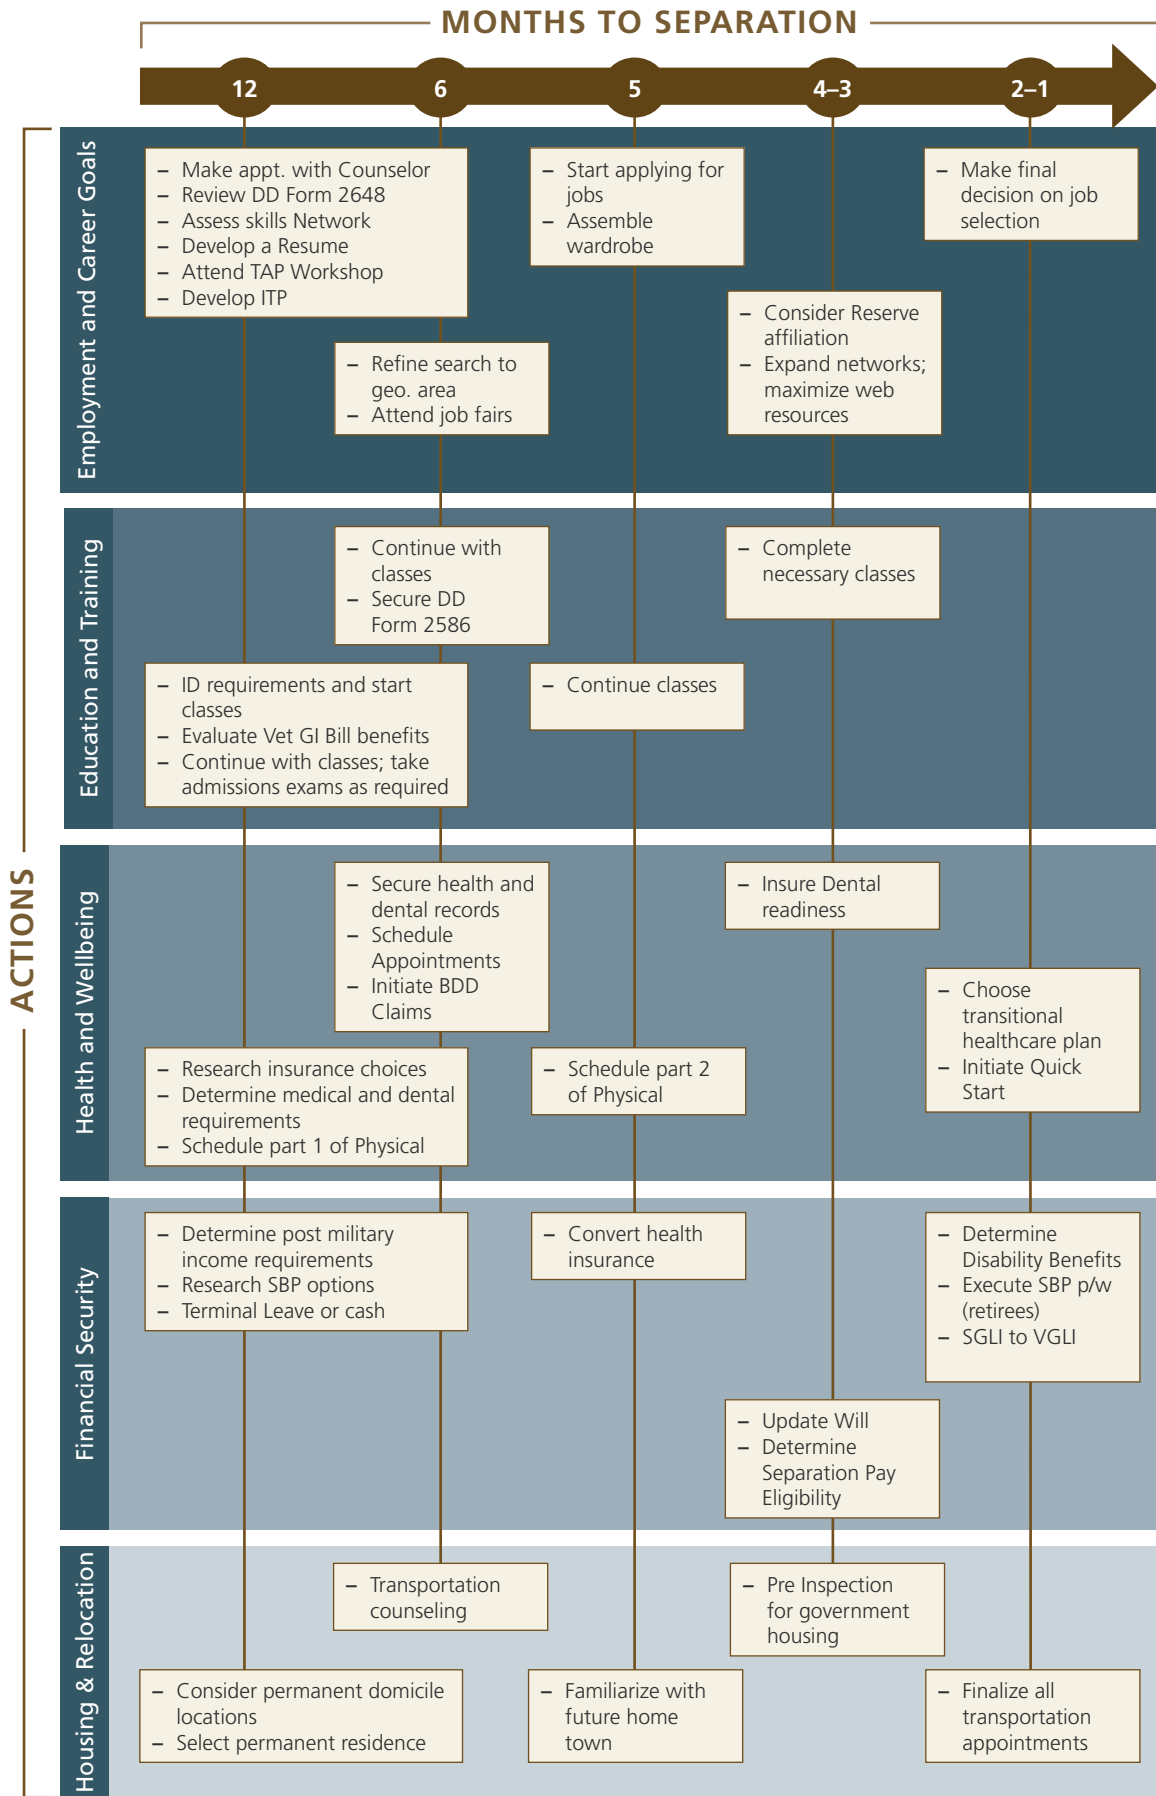 MONTHS TO SEPARATION
12
6
5
4–3
2–1
ACTIONS
Employment and Career Goals
– Make appt. with Counselor
– Review DD Form 2648
– Assess skills Network
– Develop a Resume
– Attend TAP Workshop
– Develop ITP
– Refine search to
geo. area
– Attend job fairs
– Start applying for
jobs
– Assemble
wardrobe
– Consider Reserve
affiliation
– Expand networks;
maximize web
resources
– Make final
decision on job
selection
Education and Training
– ID requirements and start
classes
– Evaluate Vet GI Bill benefits
– Continue with classes; take
admissions exams as required
– Continue with
classes
– Secure DD
Form 2586
– Continue classes
– Complete
necessary classes
Health and Wellbeing
– Research insurance choices
– Determine medical and dental
requirements
– Schedule part 1 of Physical
– Secure health and
dental records
– Schedule
Appointments
– Initiate BDD
Claims
– Schedule part 2
of Physical
– Insure Dental
readiness
– Choose
transitional
healthcare plan
– Initiate Quick
Start
Financial Security
– Determine post military
income requirements
– Research SBP options
– Terminal Leave or cash
– Convert health
insurance
– Update Will
– Determine
Separation Pay
Eligibility
– Determine
Disability Benefits
– Execute SBP p/w
(retirees)
– SGLI to VGLI
Housing & Relocation
– Consider permanent domicile
locations
– Select permanent residence
– Transportation
counseling
– Familiarize with
future home
town
– Pre Inspection
for government
housing
– Finalize all
transportation
appointments